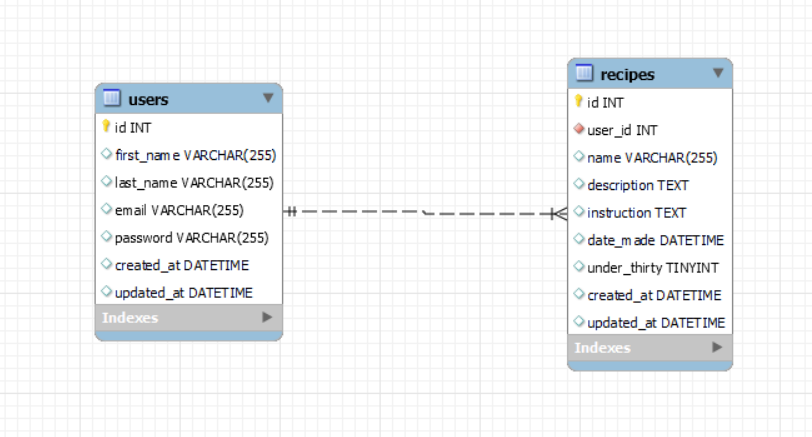 users
id INT
first_name VARCHAR(255)
last_name VARCHAR(255)
email VARCHAR(255)
password VARCHAR(255)
created_at DATETIME
updated_at DATETIME
Indexes
recipes
id INT
user_id INT
name VARCHAR(255)
description TEXT
instruction TEXT
date_made DATETIME
under_thirty TINYINT
created_at DATETIME
updated_at DATETIME
Indexes